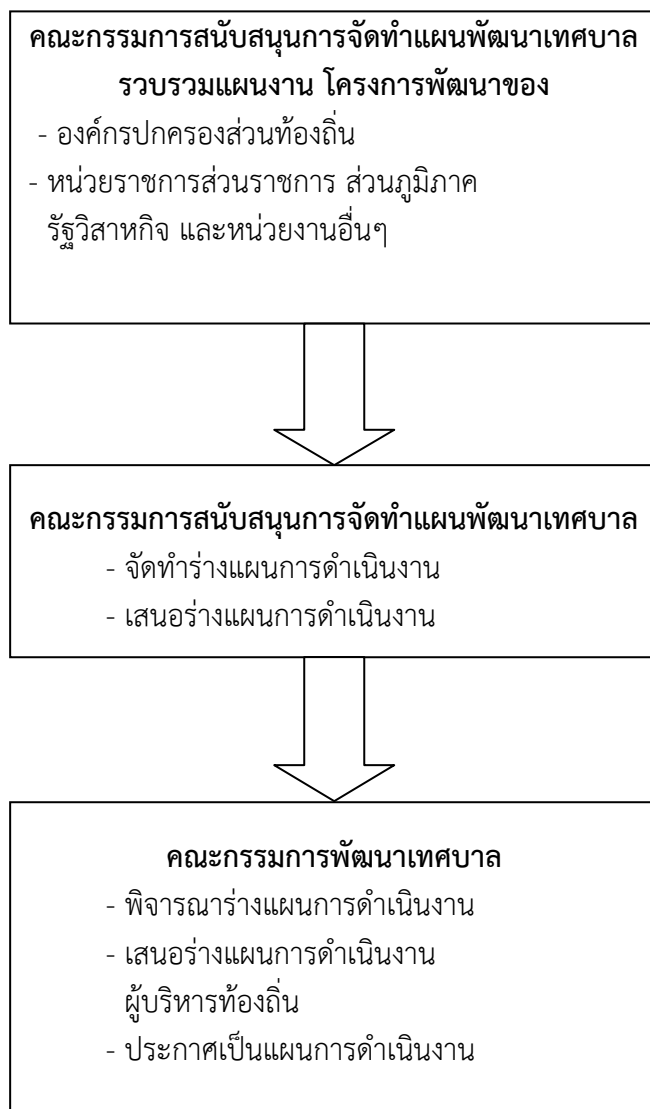 คณะกรรมการสนับสนุนการจัดทำแผนพัฒนาเทศบาล
รวบรวมแผนงาน โครงการพัฒนาของ
- องค์กรปกครองส่วนท้องถิ่น
- หน่วยราชการส่วนราชการ ส่วนภูมิภาค
รัฐวิสาหกิจ และหน่วยงานอื่นๆ
คณะกรรมการสนับสนุนการจัดทำแผนพัฒนาเทศบาล
- จัดทำร่างแผนการดำเนินงาน
- เสนอร่างแผนการดำเนินงาน
คณะกรรมการพัฒนาเทศบาล
- พิจารณาร่างแผนการดำเนินงาน
- เสนอร่างแผนการดำเนินงาน
ผู้บริหารท้องถิ่น
- ประกาศเป็นแผนการดำเนินงาน